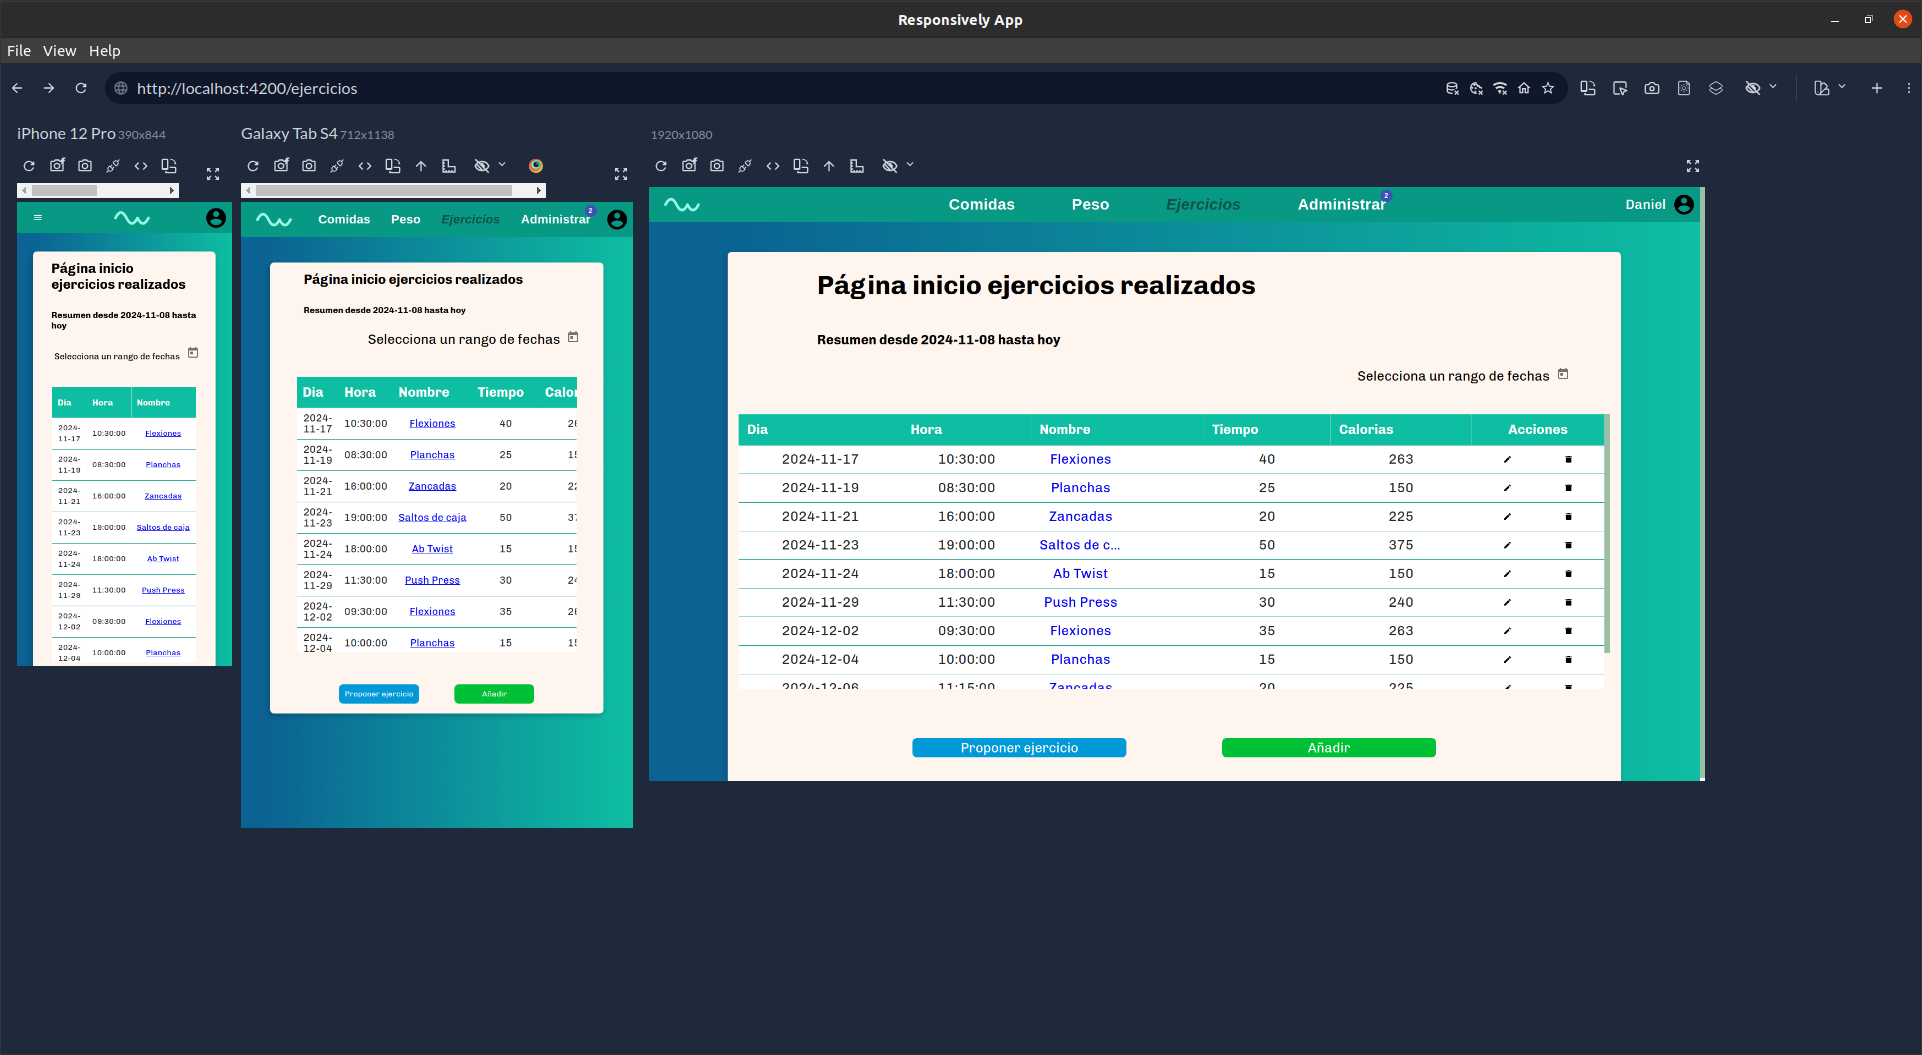 Responsively App
File View Help
http://localhost:4200/ejercicios
iPhone 12 Pro 390x844
Página inicio
ejercicios realizados
Resumen desde 2024-11-08 hasta
hoy
Selecciona un rango de fechas
Dia Hora Nombre
2024-11-17 10:30:00 Flexiones
2024-11-19 08:30:00 Planchas
2024-11-21 16:00:00 Zancadas
2024-11-23 19:00:00 Saltos de caja
2024-11-24 18:00:00 Ab Twist
2024-11-29 11:30:00 Push Press
2024-12-02 09:30:00 Flexiones
2024-12-04 10:00:00 Planchas
Galaxy Tab S4 712x1138
Comidas Peso Ejercicios Administrar 2
Página inicio ejercicios realizados
Resumen desde 2024-11-08 hasta hoy
Selecciona un rango de fechas
Dia Hora Nombre Tiempo Calor
2024-11-17 10:30:00 Flexiones 40 26
2024-11-19 08:30:00 Planchas 25 15
2024-11-21 16:00:00 Zancadas 20 22
2024-11-23 19:00:00 Saltos de caja 50 37
2024-11-24 18:00:00 Ab Twist 15 15
2024-11-29 11:30:00 Push Press 30 24
2024-12-02 09:30:00 Flexiones 35 26
2024-12-04 10:00:00 Planchas 15 15
Proponer ejercicio Añadir
1920x1080
Comidas Peso Ejercicios Administrar 2 Daniel
Página inicio ejercicios realizados
Resumen desde 2024-11-08 hasta hoy
Selecciona un rango de fechas
Dia Hora Nombre Tiempo Calorias Acciones
2024-11-17 10:30:00 Flexiones 40 263
2024-11-19 08:30:00 Planchas 25 150
2024-11-21 16:00:00 Zancadas 20 225
2024-11-23 19:00:00 Saltos de c... 50 375
2024-11-24 18:00:00 Ab Twist 15 150
2024-11-29 11:30:00 Push Press 30 240
2024-12-02 09:30:00 Flexiones 35 263
2024-12-04 10:00:00 Planchas 15 150
2024-12-06 11:15:00 Zancadas 20 225
Proponer ejercicio Añadir